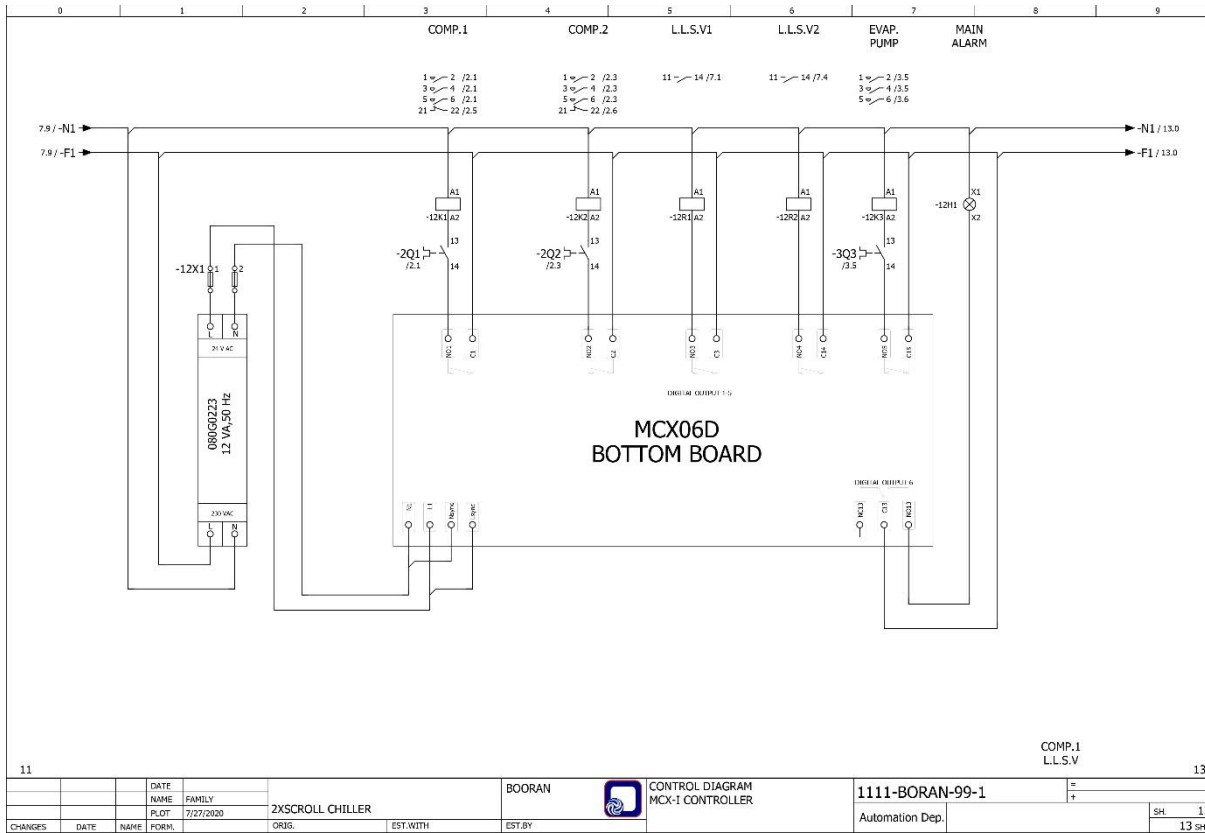 0 1 2 3 4 5 6 7 8 9
COMP.1 COMP.2 L.L.S.V1 L.L.S.V2 EVAP. PUMP MAIN ALARM
1 2 /2.1 1 2 /2.3 11 14 /7.1 11 14 /7.4 1 2 /3.5
3 4 /2.1 3 4 /2.3 3 4 /3.5
5 6 /2.1 5 6 /2.3 5 6 /3.6
21 22 /2.5 21 22 /2.6
7.9 / -N1 -N1 / 13.0
7.9 / -F1 -F1 / 13.0
A1 A1 A1 A1 A1 X1
-12K1 A2 -12K2 A2 -12R1 A2 -12R2 A2 -12K3 A2 -12H1 X2
-2Q1 13 -2Q2 13 -3Q3 13
/2.1 14 /2.3 14 /3.5 14
-12X1 1 2
L N
24 V AC
NO1 C1 NO2 C2 NO3 C3 NO4 C14 NO5 C15
DIGITAL OUTPUT 1-5
080G0223
12 VA,50 Hz
MCX06D
BOTTOM BOARD
DIGITAL OUTPUT 6
N1 Nsync Lsync NC13 C13 NO13
230 VAC
L N
COMP.1
L.L.S.V
11 13
DATE
NAME FAMILY
PLOT 7/27/2020
CHANGES DATE NAME FORM.
2XSCROLL CHILLER
ORIG. EST.WITH EST.BY
BOORAN
CONTROL DIAGRAM
MCX-I CONTROLLER
1111-BORAN-99-1
Automation Dep.
=
+
SH. 1
13 SH